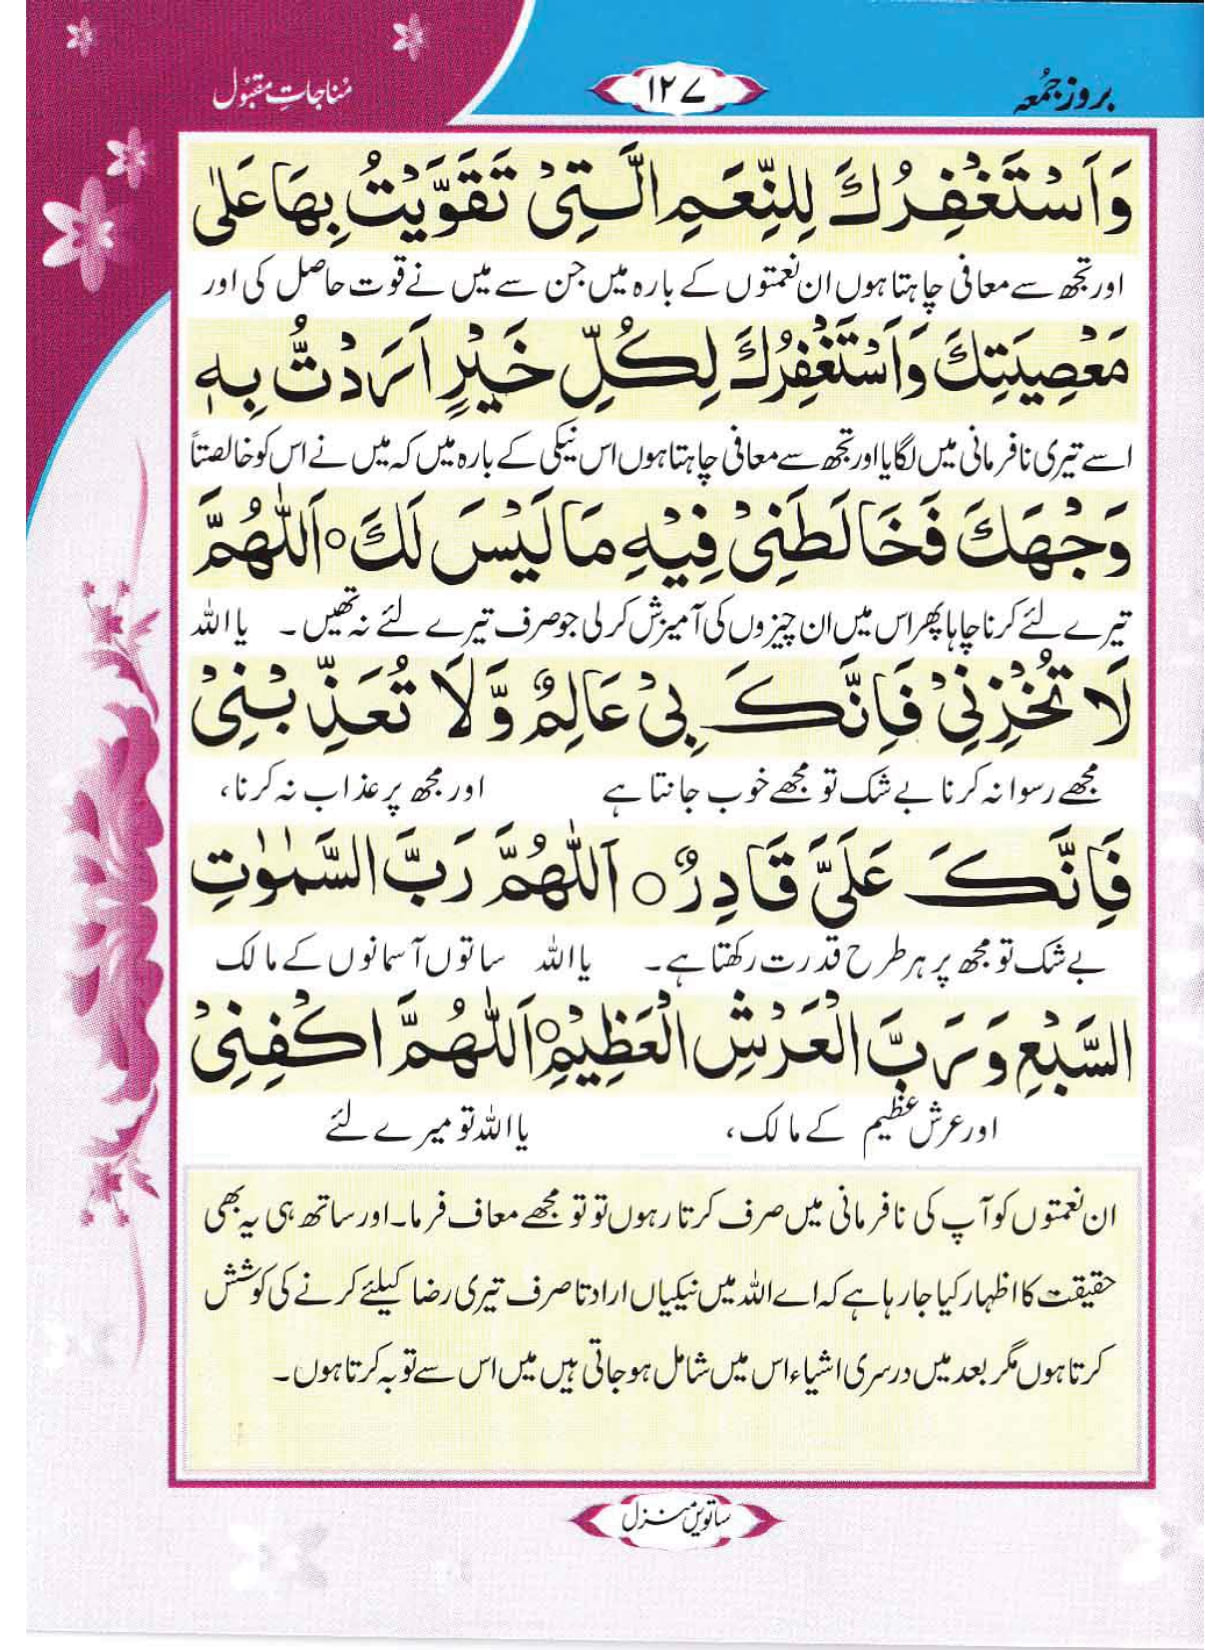 بروز جمُعہ
١٢٧
مُناجاتِ مقبُول
وَاَسْتَغْفِرُكَ لِلنِّعَمِ الَّتِیْ تَقَوَّیْتُ بِهَا عَلٰی
اور تجھ سے معافی چاہتا ہوں ان نعمتوں کے بارہ میں جن سے میں نے قوت حاصل کی اور
مَعْصِیَتِكَ وَاَسْتَغْفِرُكَ لِكُلِّ خَیْرٍ اَرَدْتُّ بِهٖ
اسے تیری نافرمانی میں لگایا اور تجھ سے معافی چاہتا ہوں اس نیکی کے بارہ میں کہ میں نے اس کو خالصتاً
وَجْهَكَ فَخَالَطَنِیْ فِیْهِ مَا لَیْسَ لَكَ ○ اَللّٰهُمَّ
تیرے لئے کرنا چاہا پھر اس میں ان چیزوں کی آمیزش کر لی جو صرف تیرے لئے نہ تھیں۔ یا اللہ
لَا تُخْزِنِیْ فَاِنَّكَ بِیْ عَالِمٌ وَّلَا تُعَذِّبْنِیْ
مجھے رسوا نہ کرنا بے شک تو مجھے خوب جانتا ہے اور مجھ پر عذاب نہ کرنا،
فَاِنَّكَ عَلَیَّ قَادِرٌ ○ اَللّٰهُمَّ رَبَّ السَّمٰوٰتِ
بے شک تو مجھ پر ہر طرح قدرت رکھتا ہے۔ یا اللہ ساتوں آسمانوں کے مالک
السَّبْعِ وَرَبَّ الْعَرْشِ الْعَظِیْمِ ○ اَللّٰهُمَّ اكْفِنِیْ
اور عرش عظیم کے مالک، یا اللہ تو میرے لئے
ان نعمتوں کو آپ کی نافرمانی میں صرف کرتا رہوں تو تو مجھے معاف فرما۔ اور ساتھ ہی یہ بھی
حقیقت کا اظہار کیا جا رہا ہے کہ اے اللہ میں نیکیاں ارادتا صرف تیری رضا کیلئے کرنے کی کوشش
کرتا ہوں مگر بعد میں درسری اشیاء اس میں شامل ہو جاتی ہیں میں اس سے توبہ کرتا ہوں۔
ساتویں منزل